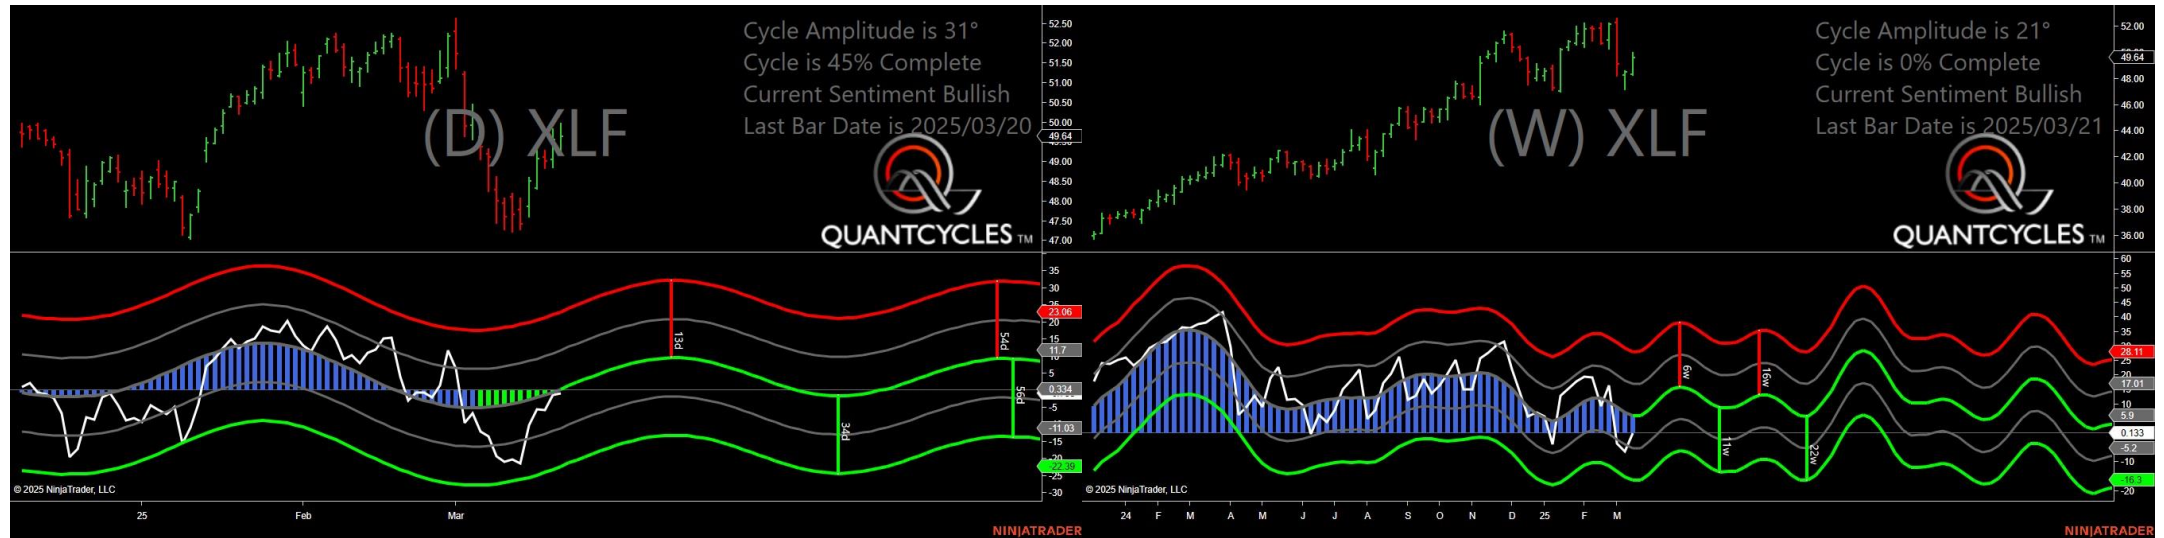 Cycle Amplitude is 31°
Cycle is 45% Complete
Current Sentiment Bullish
Last Bar Date is 2025/03/20
(D) XLF
QUANTCYCLES TM
52.50
52.00
51.50
51.00
50.50
50.00
49.64
49.00
48.50
48.00
47.50
47.00
35
30
23.06
20
11.7
5
0.334
-5
-11.03
-15
-22.39
-25
-30
13d
34d
54d
56d
© 2025 NinjaTrader, LLC
25
Feb
Mar
NINJATRADER
Cycle Amplitude is 21°
Cycle is 0% Complete
Current Sentiment Bullish
Last Bar Date is 2025/03/21
(W) XLF
QUANTCYCLES TM
52.00
49.64
48.00
46.00
44.00
42.00
40.00
38.00
36.00
60
55
50
45
40
35
28.11
25
17.01
10
5.9
0.133
-5.2
-10
-16.3
-20
6w
11w
16w
22w
© 2025 NinjaTrader, LLC
24
F
M
A
M
J
J
A
S
O
N
D
25
F
M
NINJATRADER